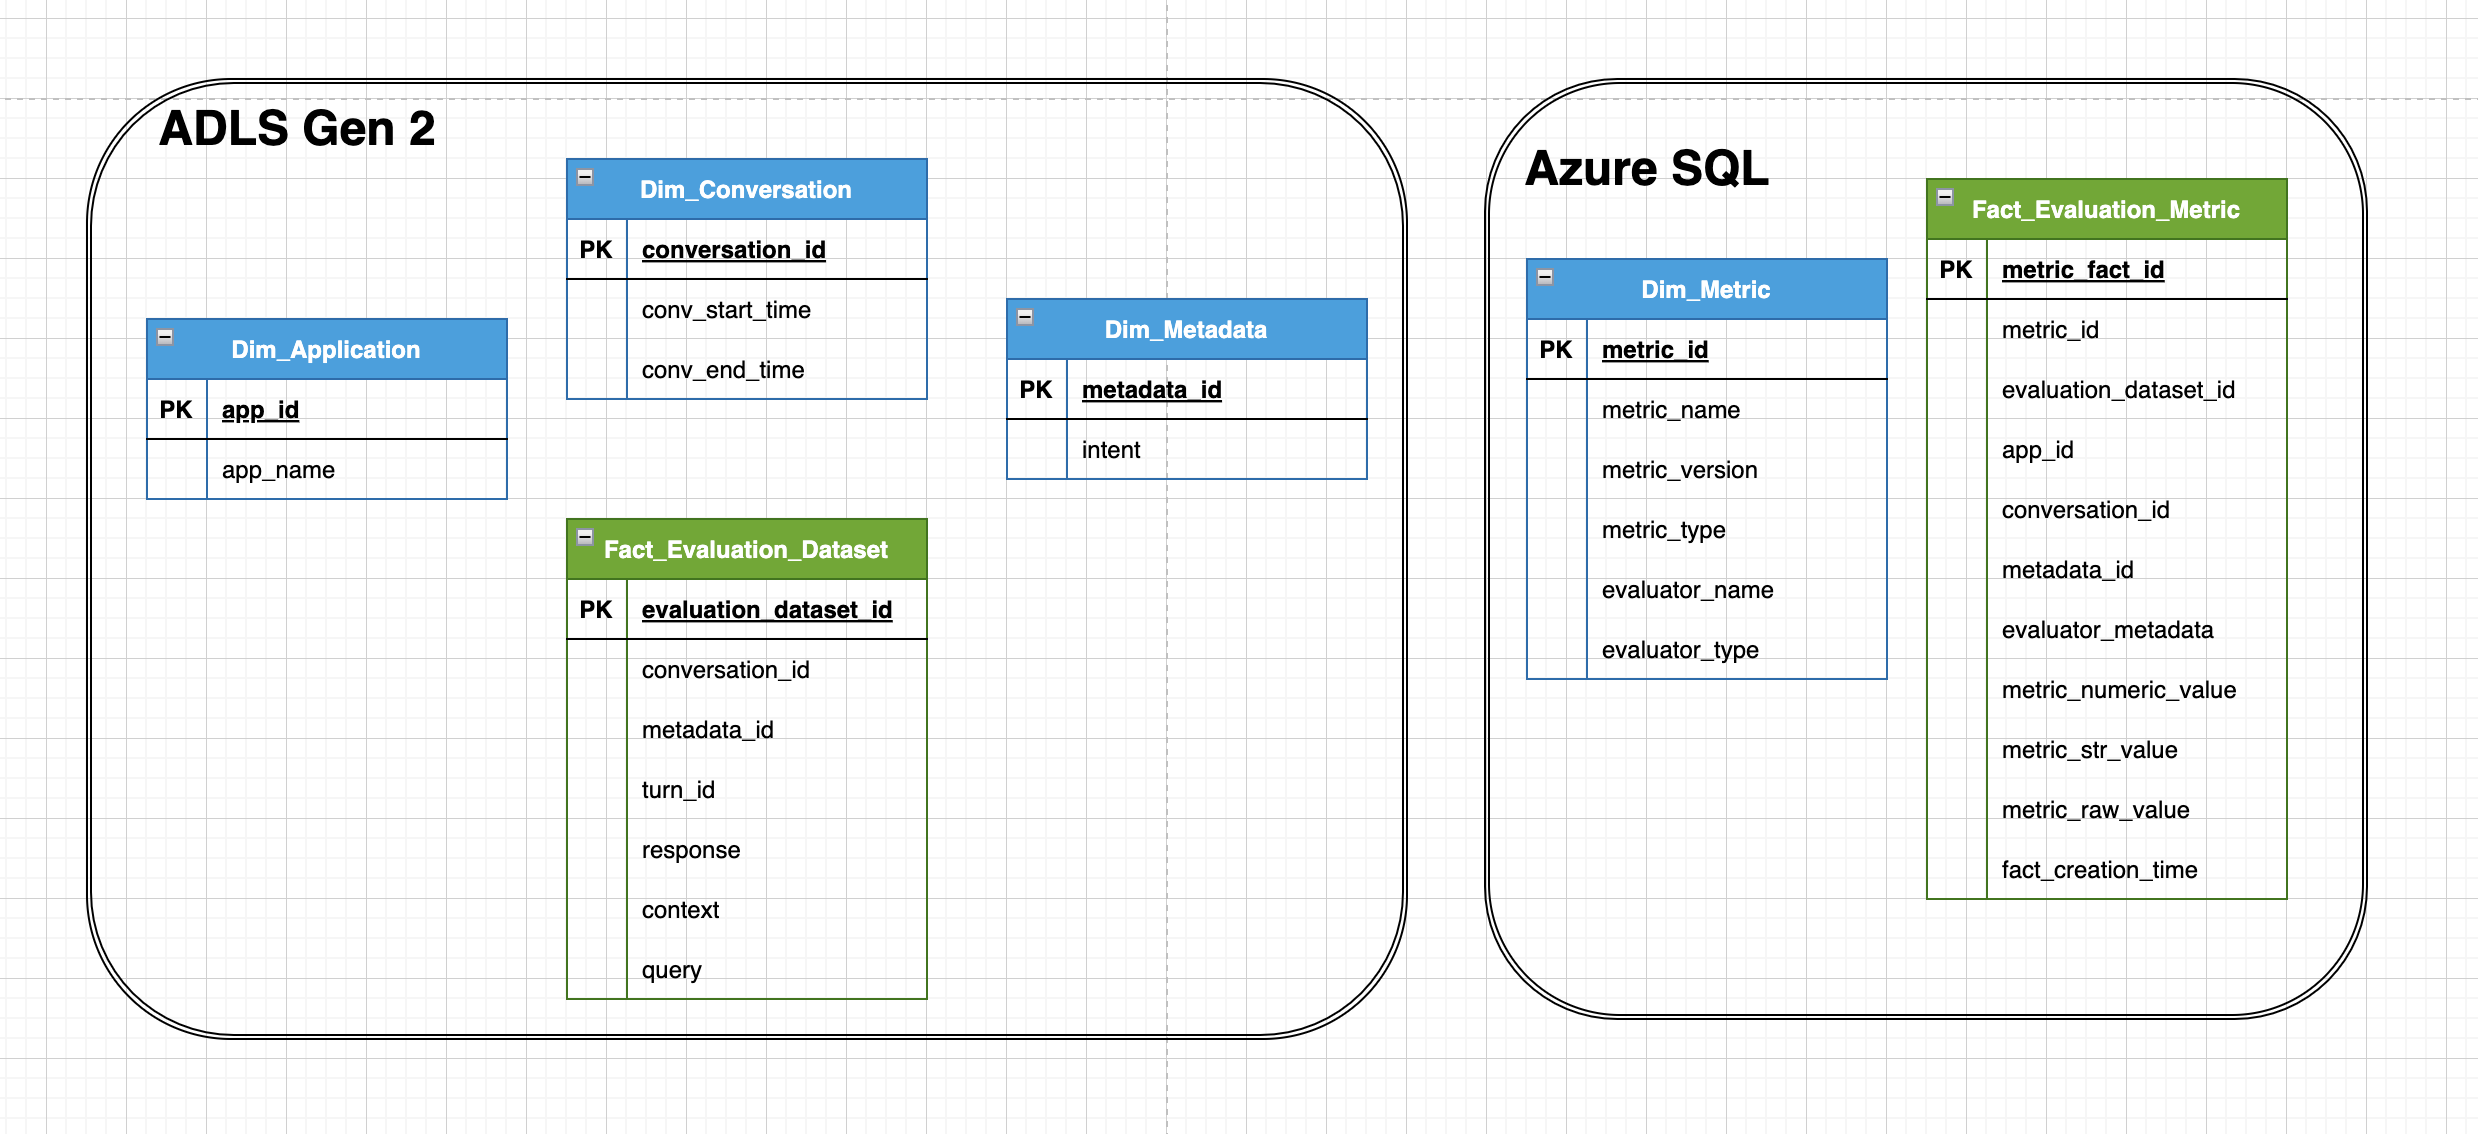 ADLS Gen 2
Dim_Application
PK app_id
app_name
Dim_Conversation
PK conversation_id
conv_start_time
conv_end_time
Dim_Metadata
PK metadata_id
intent
Fact_Evaluation_Dataset
PK evaluation_dataset_id
conversation_id
metadata_id
turn_id
response
context
query
Azure SQL
Dim_Metric
PK metric_id
metric_name
metric_version
metric_type
evaluator_name
evaluator_type
Fact_Evaluation_Metric
PK metric_fact_id
metric_id
evaluation_dataset_id
app_id
conversation_id
metadata_id
evaluator_metadata
metric_numeric_value
metric_str_value
metric_raw_value
fact_creation_time